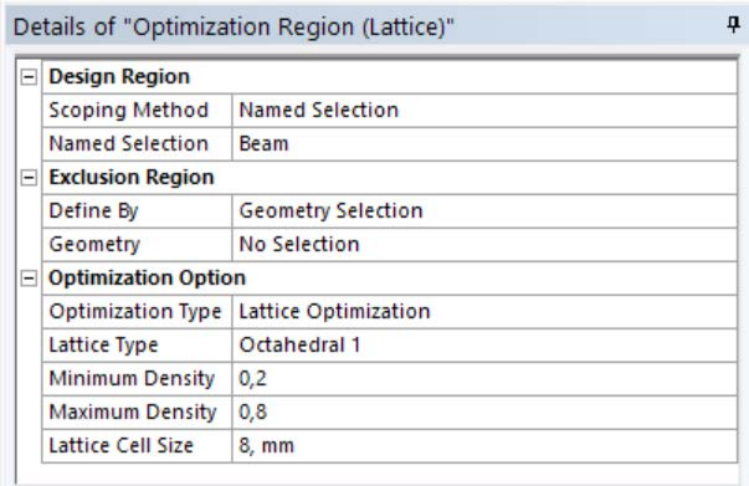 Details of "Optimization Region (Lattice)"
Design Region
Scoping Method Named Selection
Named Selection Beam
Exclusion Region
Define By Geometry Selection
Geometry No Selection
Optimization Option
Optimization Type Lattice Optimization
Lattice Type Octahedral 1
Minimum Density 0,2
Maximum Density 0,8
Lattice Cell Size 8, mm